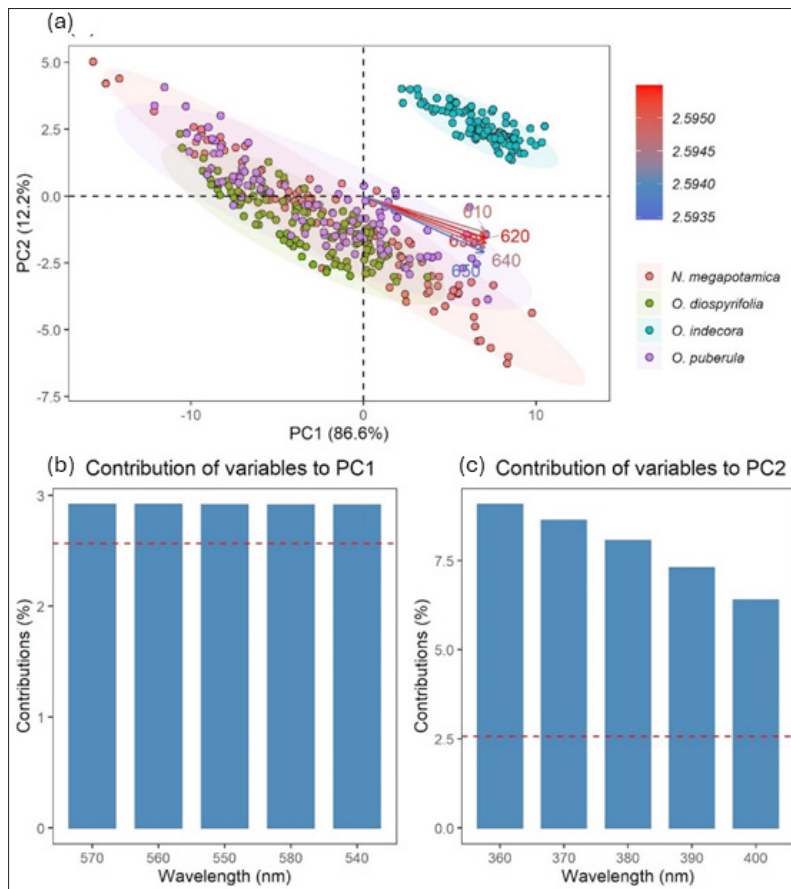 (a)
5.0
2.5
0.0
-2.5
-5.0
-7.5
PC2 (12.2%)
610
620
640
650
-10
0
10
PC1 (86.6%)
2.5950
2.5945
2.5940
2.5935
N. megapotamica
O. diospyrifolia
O. indecora
O. puberula
(b) Contribution of variables to PC1
3
2
1
0
Contributions (%)
570 560 550 580 540
Wavelength (nm)
(c) Contribution of variables to PC2
7.5
5.0
2.5
0.0
Contributions (%)
360 370 380 390 400
Wavelength (nm)